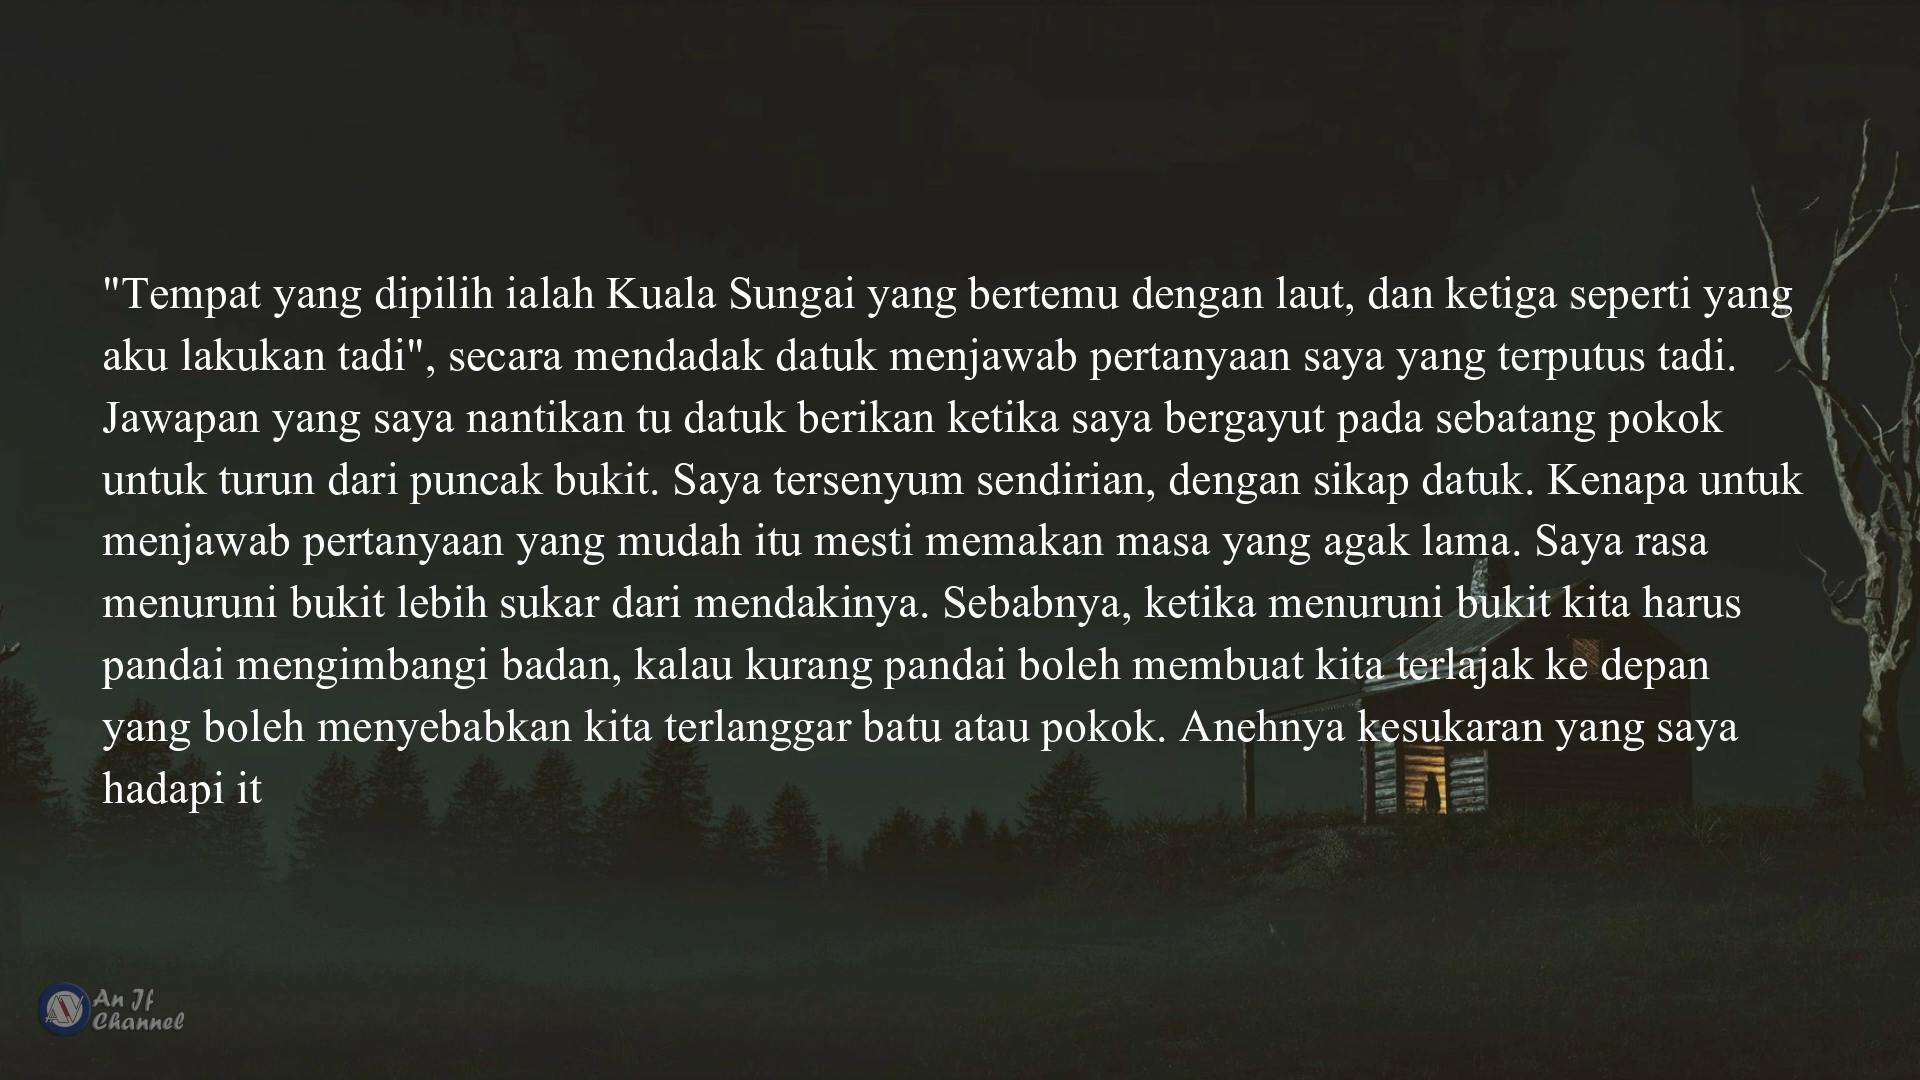 "Tempat yang dipilih ialah Kuala Sungai yang bertemu dengan laut, dan ketiga seperti yang
aku lakukan tadi", secara mendadak datuk menjawab pertanyaan saya yang terputus tadi.
Jawapan yang saya nantikan tu datuk berikan ketika saya bergayut pada sebatang pokok
untuk turun dari puncak bukit. Saya tersenyum sendirian, dengan sikap datuk. Kenapa untuk
menjawab pertanyaan yang mudah itu mesti memakan masa yang agak lama. Saya rasa
menuruni bukit lebih sukar dari mendakinya. Sebabnya, ketika menuruni bukit kita harus
pandai mengimbangi badan, kalau kurang pandai boleh membuat kita terlajak ke depan
yang boleh menyebabkan kita terlanggar batu atau pokok. Anehnya kesukaran yang saya
hadapi it
An If
Channel